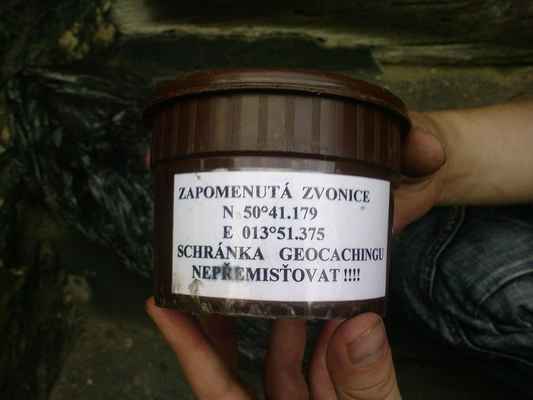 ZAPOMENUTÁ ZVONICE
N 50°41.179
E 013°51.375
SCHRÁNKA GEOCACHINGU
NEPŘEMISŤOVAT !!!!